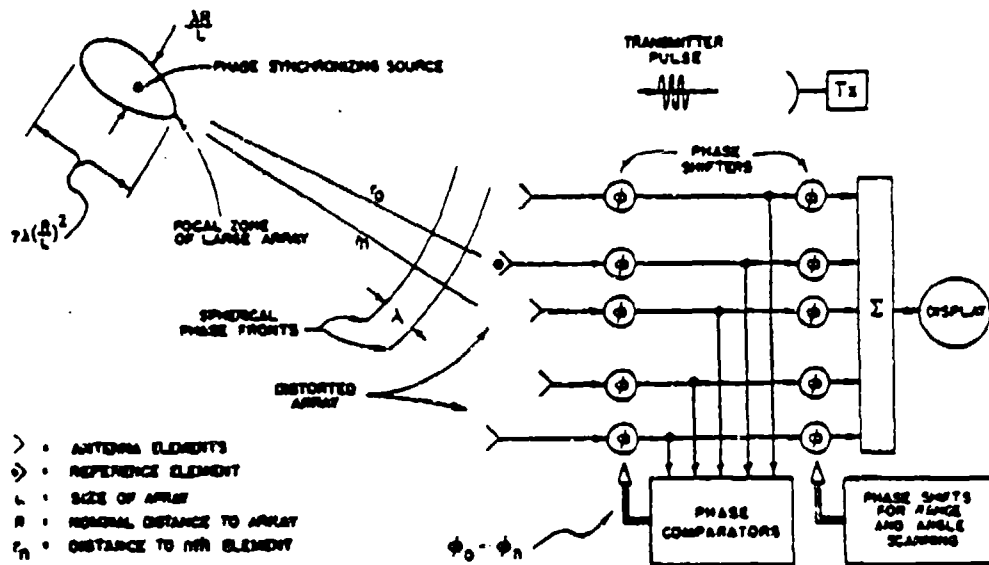 λR
L
PHASE SYNCHRONIZING SOURCE
TRANSMITTER
PULSE
Tx
PHASE
SHIFTERS
7λ(R/L)²
FOCAL ZONE
OF LARGE ARRAY
r₀
rₙ
λ
SPHERICAL
PHASE FRONTS
DISTORTED
ARRAY
ϕ ϕ
ϕ ϕ
ϕ ϕ
ϕ ϕ
ϕ ϕ
Σ
DISPLAY
> • ANTENNA ELEMENTS
REFERENCE ELEMENT
L • SIZE OF ARRAY
R • NOMINAL DISTANCE TO ARRAY
rₙ • DISTANCE TO nth ELEMENT
ϕ₀ - ϕₙ
PHASE
COMPARATORS
PHASE SHIFTS
FOR RANGE
AND ANGLE
SCANNING